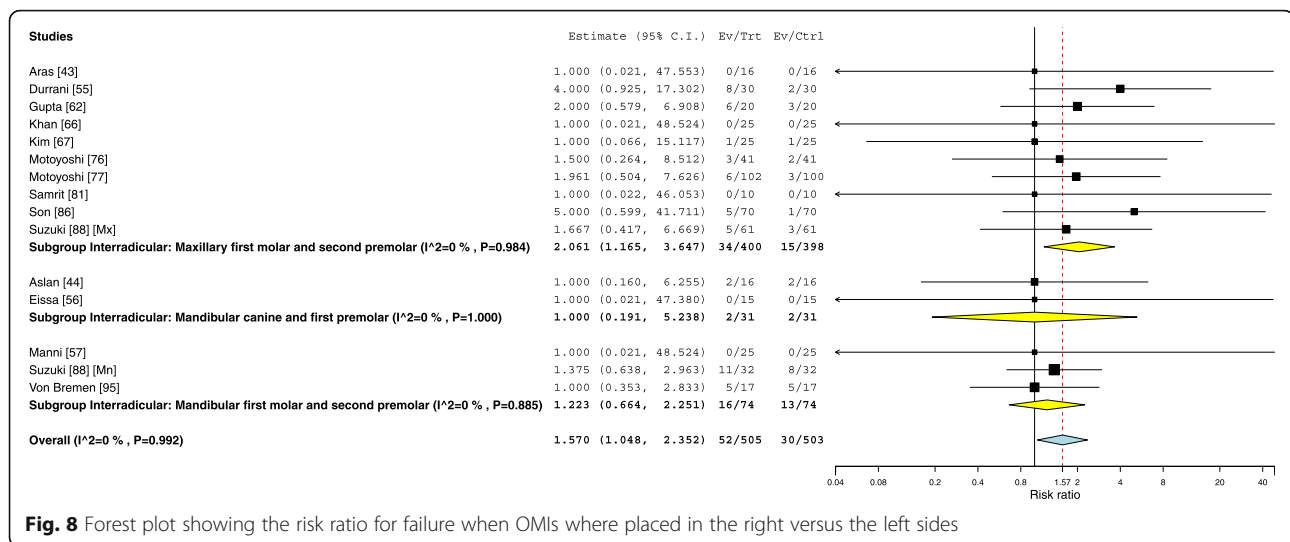 Studies Estimate (95% C.I.) Ev/Trt Ev/Ctrl
Aras [43] 1.000 (0.021, 47.553) 0/16 0/16
Durrani [55] 4.000 (0.925, 17.302) 8/30 2/30
Gupta [62] 2.000 (0.579, 6.908) 6/20 3/20
Khan [66] 1.000 (0.021, 48.524) 0/25 0/25
Kim [67] 1.000 (0.066, 15.117) 1/25 1/25
Motoyoshi [76] 1.500 (0.264, 8.512) 3/41 2/41
Motoyoshi [77] 1.961 (0.504, 7.626) 6/102 3/100
Samrit [81] 1.000 (0.022, 46.053) 0/10 0/10
Son [86] 5.000 (0.599, 41.711) 5/70 1/70
Suzuki [88] [Mx] 1.667 (0.417, 6.669) 5/61 3/61
Subgroup Interradicular: Maxillary first molar and second premolar (I^2=0 % , P=0.984) 2.061 (1.165, 3.647) 34/400 15/398
Aslan [44] 1.000 (0.160, 6.255) 2/16 2/16
Eissa [56] 1.000 (0.021, 47.380) 0/15 0/15
Subgroup Interradicular: Mandibular canine and first premolar (I^2=0 % , P=1.000) 1.000 (0.191, 5.238) 2/31 2/31
Manni [57] 1.000 (0.021, 48.524) 0/25 0/25
Suzuki [88] [Mn] 1.375 (0.638, 2.963) 11/32 8/32
Von Bremen [95] 1.000 (0.353, 2.833) 5/17 5/17
Subgroup Interradicular: Mandibular first molar and second premolar (I^2=0 % , P=0.885) 1.223 (0.664, 2.251) 16/74 13/74
Overall (I^2=0 % , P=0.992) 1.570 (1.048, 2.352) 52/505 30/503
0.04 0.08 0.2 0.4 0.8 1.57 2 4 8 20 40
Risk ratio
Fig. 8 Forest plot showing the risk ratio for failure when OMIs where placed in the right versus the left sides